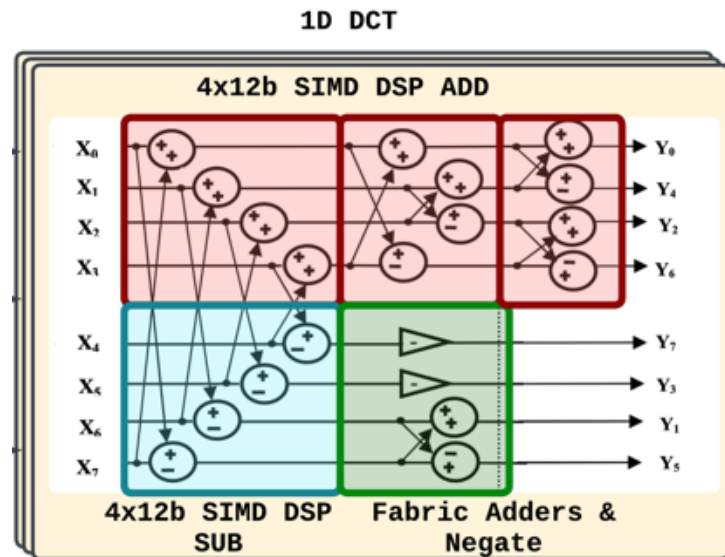 1D DCT
4x12b SIMD DSP ADD
X₀ + + + + + + Y₀
X₁ + + + + + − Y₄
X₂ + + + − + + Y₂
X₃ + + + − − + Y₆
X₄ + − - Y₇
X₅ + − - Y₃
X₆ + − + + Y₁
X₇ + − − + Y₅
4x12b SIMD DSP Fabric Adders &
SUB Negate